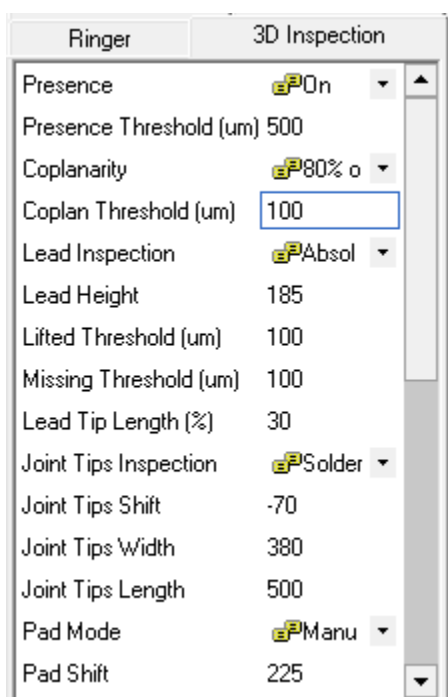 Ringer 3D Inspection
Presence On
Presence Threshold (um) 500
Coplanarity 80% o
Coplan Threshold (um) 100
Lead Inspection Absol
Lead Height 185
Lifted Threshold (um) 100
Missing Threshold (um) 100
Lead Tip Length (%) 30
Joint Tips Inspection Solder
Joint Tips Shift -70
Joint Tips Width 380
Joint Tips Length 500
Pad Mode Manu
Pad Shift 225